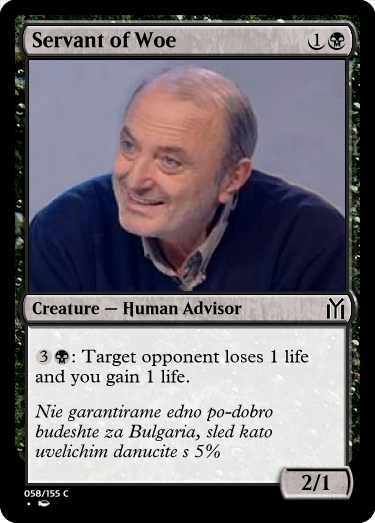 Servant of Woe 1
Creature — Human Advisor
3 : Target opponent loses 1 life
and you gain 1 life.
Nie garantirame edno po-dobro
budeshte za Bulgaria, sled kato
uvelichim danucite s 5%
2/1
058/155 C